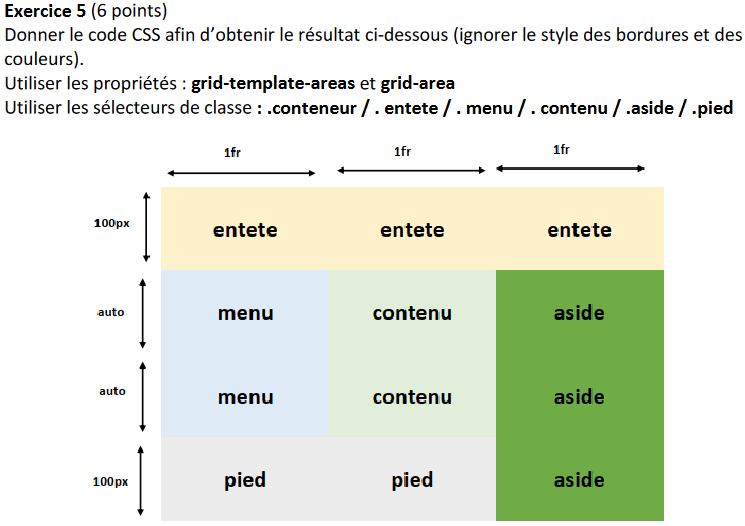 Exercice 5 (6 points)
Donner le code CSS afin d’obtenir le résultat ci-dessous (ignorer le style des bordures et des
couleurs).
Utiliser les propriétés : grid-template-areas et grid-area
Utiliser les sélecteurs de classe : .conteneur / . entete / . menu / . contenu / .aside / .pied
1fr 1fr 1fr
100px entete entete entete
auto menu contenu aside
auto menu contenu aside
100px pied pied aside